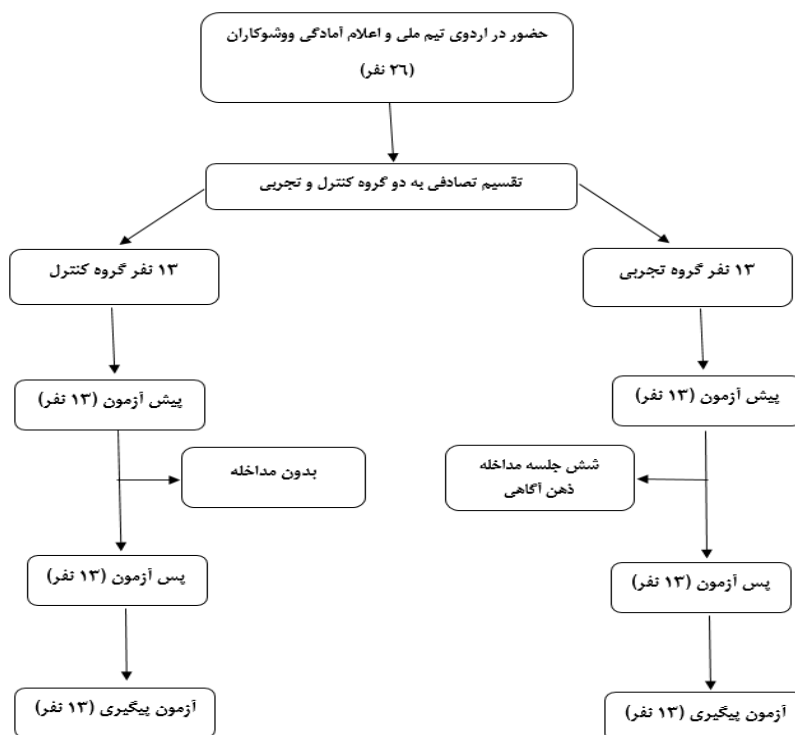 حضور در اردوی تیم ملی و اعلام آمادگی ووشوکاران
(۲۶ نفر)
تقسیم تصادفی به دو گروه کنترل و تجربی
۱۳ نفر گروه تجربی
۱۳ نفر گروه کنترل
پیش آزمون (۱۳ نفر)
پیش آزمون (۱۳ نفر)
شش جلسه مداخله
ذهن آگاهی
بدون مداخله
پس آزمون (۱۳ نفر)
پس آزمون (۱۳ نفر)
آزمون پیگیری (۱۳ نفر)
آزمون پیگیری (۱۳ نفر)